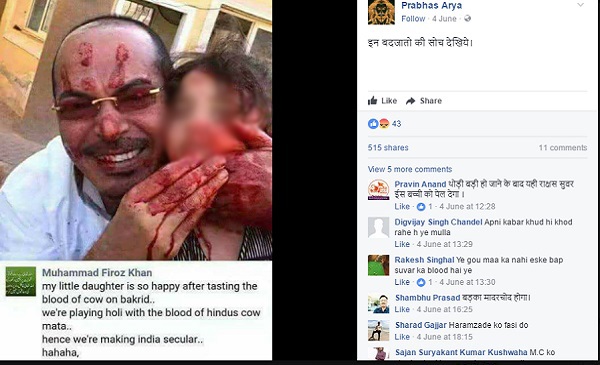 Prabhas Arya
Follow · 4 June ·
इन बदजातो की सोच देखिये।
Like Share
43
515 shares 11 comments
View 5 more comments
Pravin Anand थोड़ी बड़ी हो जाने के बाद यही राक्षस सुवर
ईस बच्ची को पेल देगा ।
Like · 1 · 4 June at 12:28
Digvijay Singh Chandel Apni kabar khud hi khod
rahe h ye mulla
Like · 4 June at 13:29
Rakesh Singhal Ye gou maa ka nahi eske bap
suvar ka blood hai ye
Like · 1 · 4 June at 13:30
Shambhu Prasad बड़का मादरचोद होगा।
Like · 4 June at 16:25
Sharad Gajjar Haramzade ko fasi do
Like · 4 June at 18:15
Sajan Suryakant Kumar Kushwaha M.C ko
Muhammad Firoz Khan
my little daughter is so happy after tasting the
blood of cow on bakrid..
we're playing holi with the blood of hindus cow
mata..
hence we're making india secular..
hahaha,